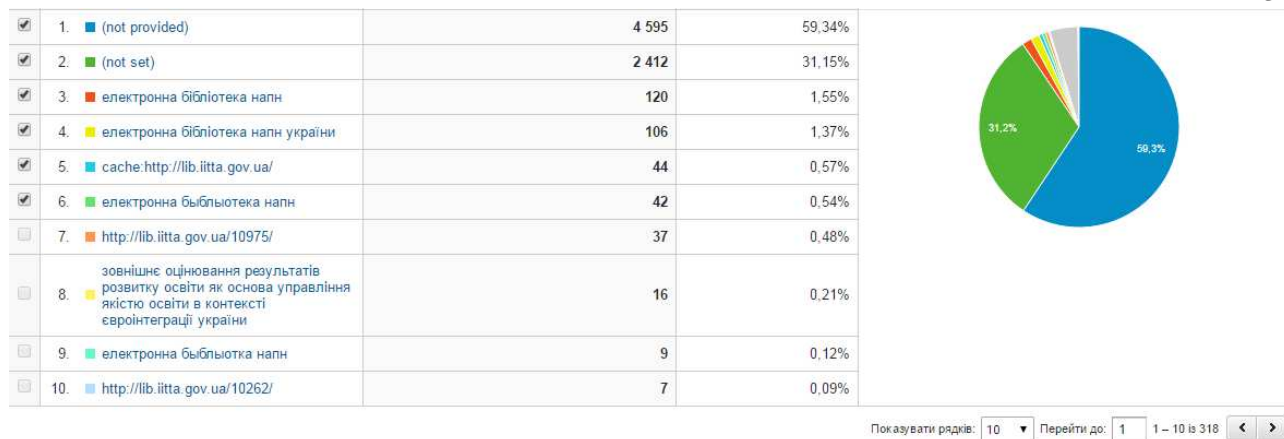 1. (not provided) 4 595 59,34%
2. (not set) 2 412 31,15%
3. електронна бібліотека напн 120 1,55%
4. електронна бібліотека напн україни 106 1,37%
5. cache:http://lib.iitta.gov.ua/ 44 0,57%
6. електронна быблыотека напн 42 0,54%
7. http://lib.iitta.gov.ua/10975/ 37 0,48%
зовнішнє оцінювання результатів
розвитку освіти як основа управління
8. якістю освіти в контексті 16 0,21%
євроінтеграції україни
9. електронна быблыотка напн 9 0,12%
10. http://lib.iitta.gov.ua/10262/ 7 0,09%
31,2%
59,3%
Показувати рядків: 10 Перейти до: 1 1 – 10 із 318